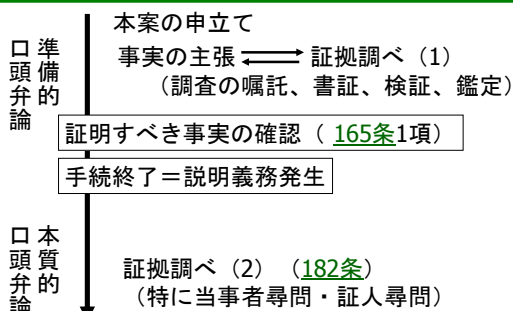 準備的
口頭弁論
本案の申立て
事実の主張 証拠調べ（1）
（調査の嘱託、書証、検証、鑑定）
証明すべき事実の確認（ 165条1項）
手続終了＝説明義務発生
本質的
口頭弁論
証拠調べ（2）（182条）
（特に当事者尋問・証人尋問）